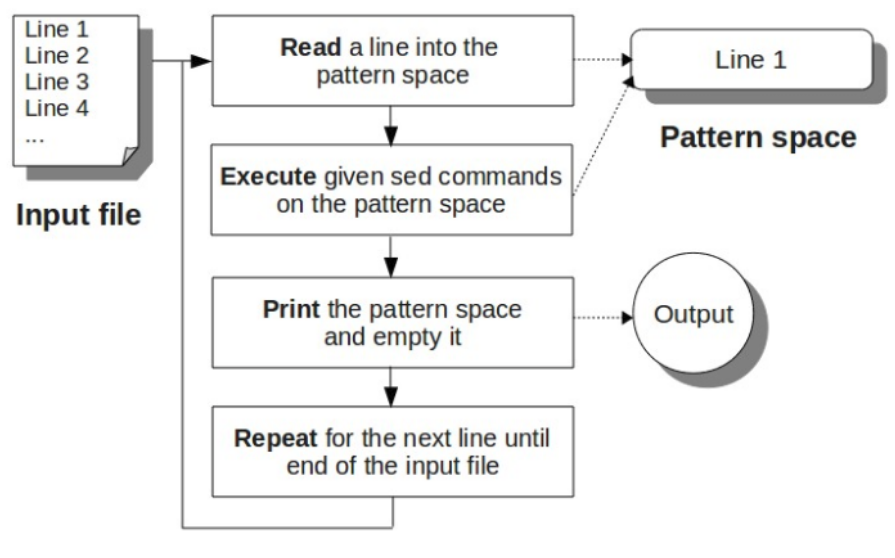 Line 1
Line 2
Line 3
Line 4
...
Input file
Read a line into the
pattern space
Line 1
Pattern space
Execute given sed commands
on the pattern space
Print the pattern space
and empty it
Output
Repeat for the next line until
end of the input file